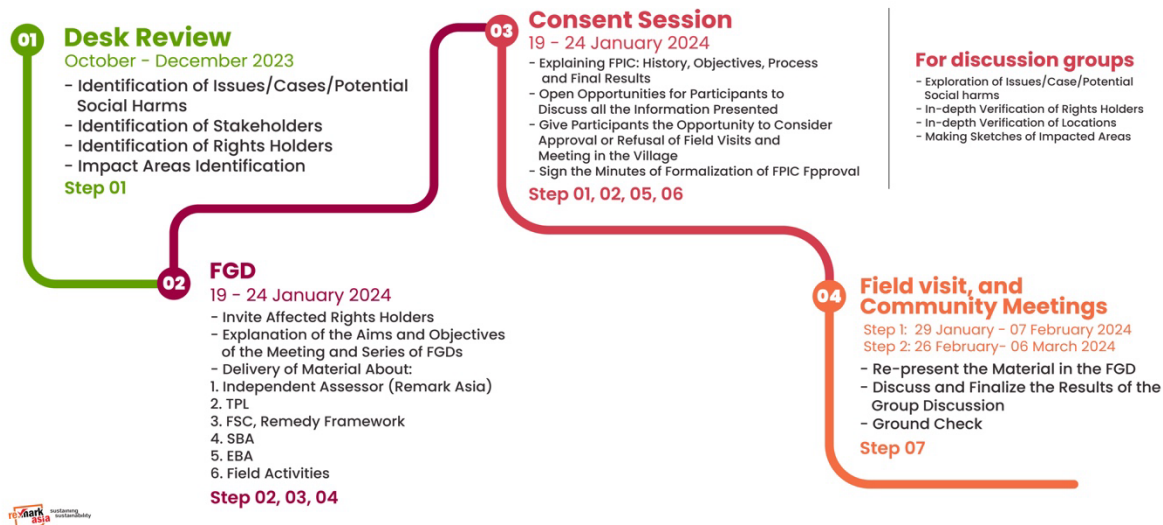 01
Desk Review
October - December 2023
- Identification of Issues/Cases/Potential
Social Harms
- Identification of Stakeholders
- Identification of Rights Holders
- Impact Areas Identification
Step 01
02
FGD
19 - 24 January 2024
- Invite Affected Rights Holders
- Explanation of the Aims and Objectives
of the Meeting and Series of FGDs
- Delivery of Material About:
1. Independent Assessor (Remark Asia)
2. TPL
3. FSC, Remedy Framework
4. SBA
5. EBA
6. Field Activities
Step 02, 03, 04
03
Consent Session
19 - 24 January 2024
- Explaining FPIC: History, Objectives, Process
and Final Results
- Open Opportunities for Participants to
Discuss all the Information Presented
- Give Participants the Opportunity to Consider
Approval or Refusal of Field Visits and
Meeting in the Village
- Sign the Minutes of Formalization of FPIC Fpproval
Step 01, 02, 05, 06
For discussion groups
- Exploration of Issues/Case/Potential
Social harms
- In-depth Verification of Rights Holders
- In-depth Verification of Locations
- Making Sketches of Impacted Areas
04
Field visit, and
Community Meetings
Step 1: 29 January - 07 February 2024
Step 2: 26 February- 06 March 2024
- Re-present the Material in the FGD
- Discuss and Finalize the Results of the
Group Discussion
- Ground Check
Step 07
remark
asia
sustaining
sustainability